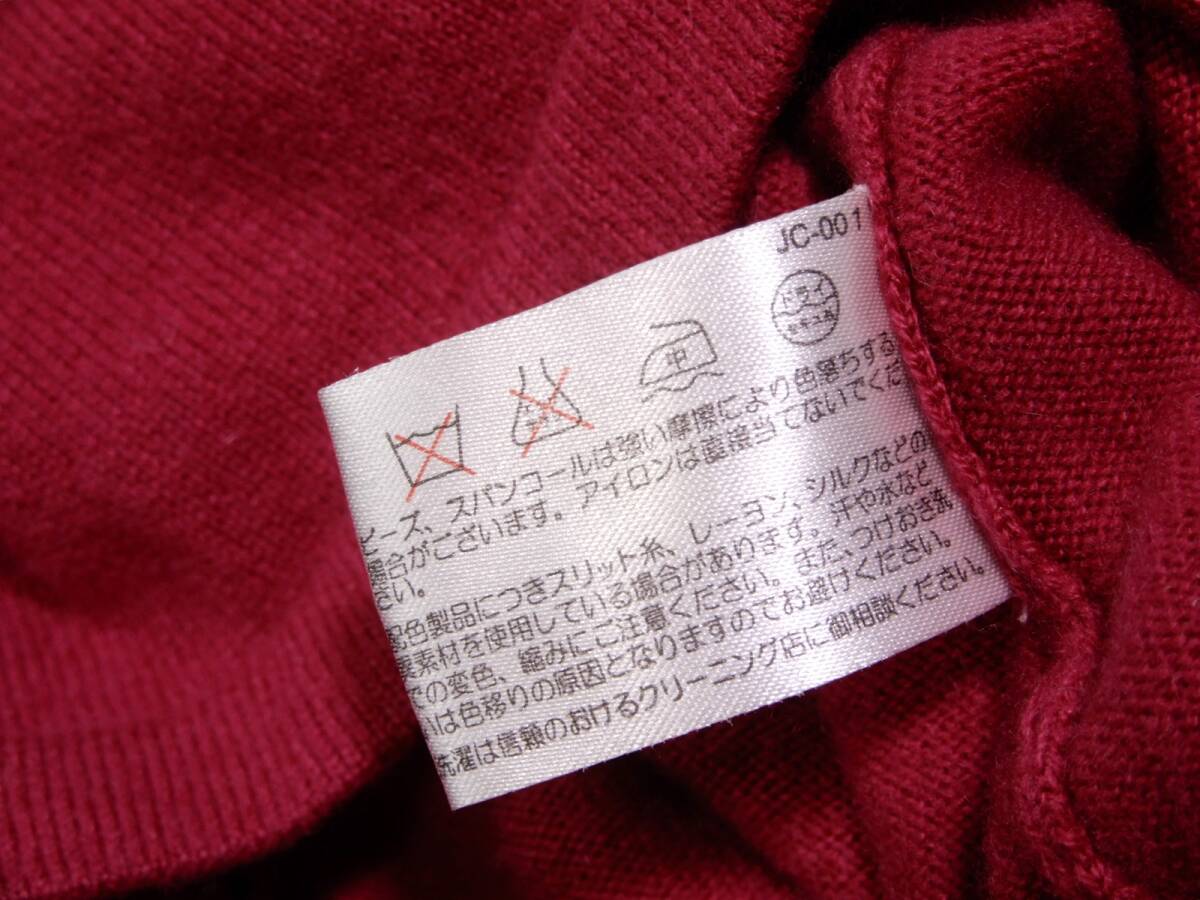 JC-001
ドライ
中
ビーズ、スパンコールは強い摩擦により色落ちする
場合がございます。アイロンは直接当てないでくだ
さい。
配色製品につきスリット糸、レーヨン、シルクなどの
素材を使用している場合があります。汗や水など
での変色、縮みにご注意ください。また、つけおき洗
いは色移りの原因となりますのでお避けください。
洗濯は信頼のおけるクリーニング店に御相談ください。